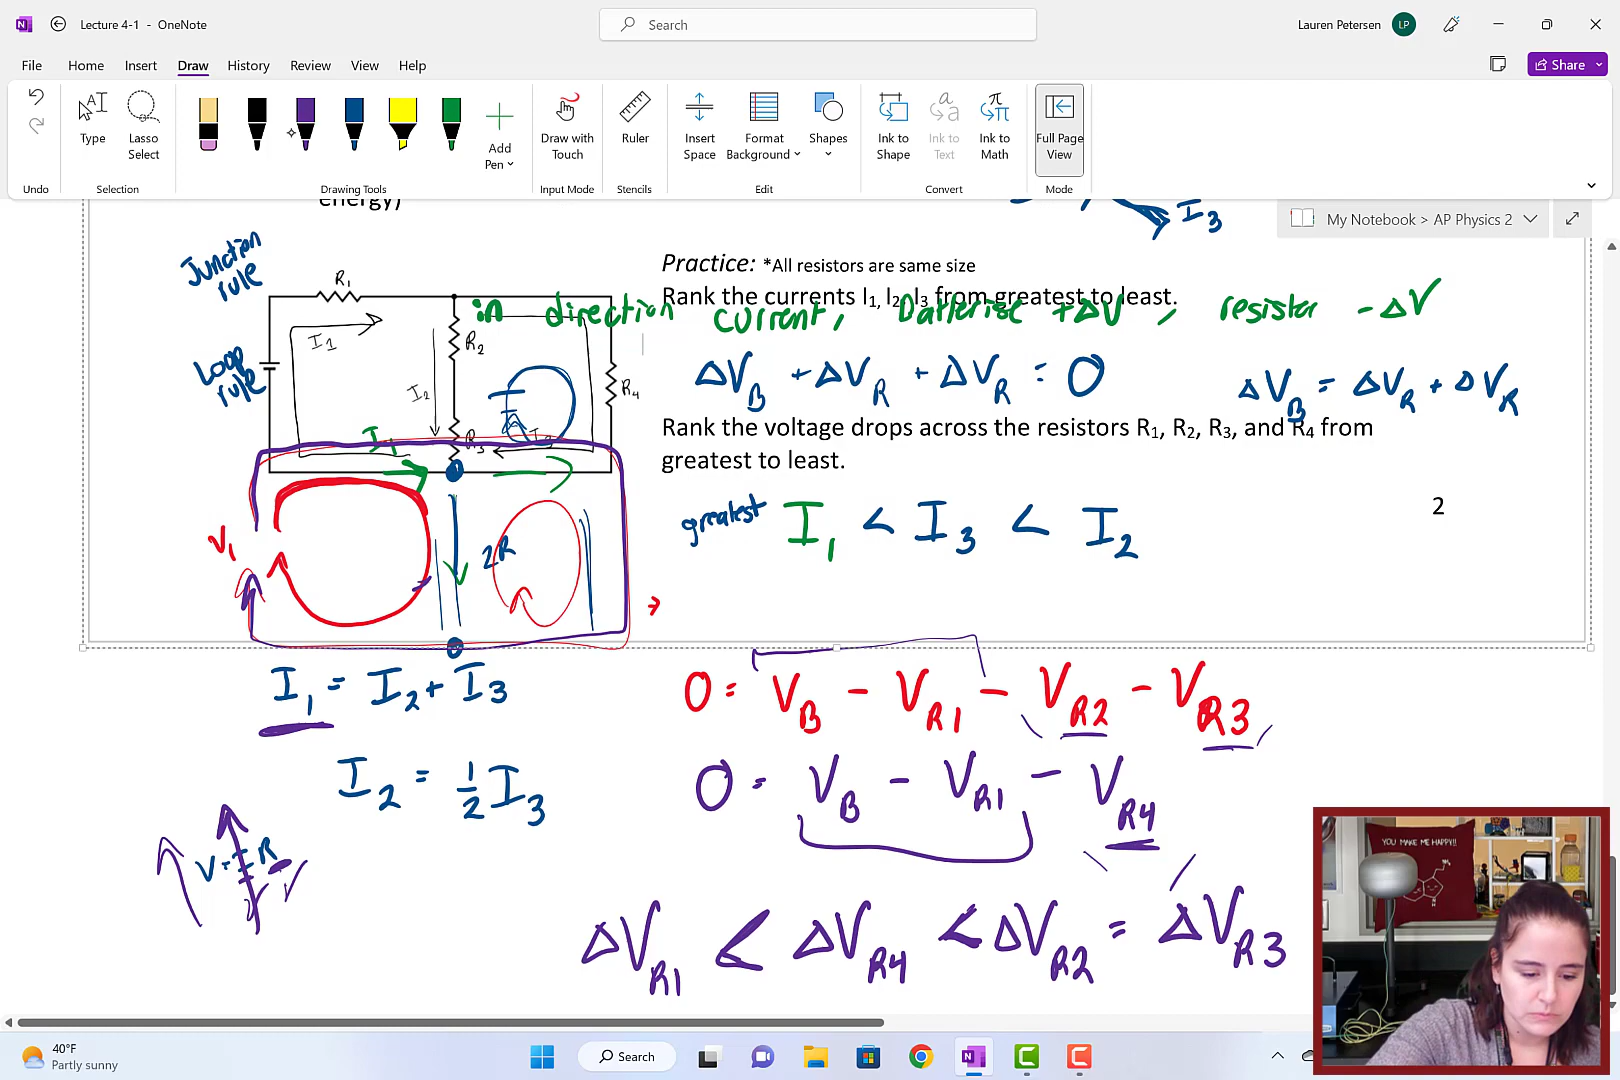 Lecture 4-1 - OneNote
Search
Lauren Petersen
LP
File Home Insert Draw History Review View Help
Share
Type
Lasso Select
Add Pen
Draw with Touch
Ruler
Insert Space
Format Background
Shapes
Ink to Shape
Ink to Text
Ink to Math
Full Page View
Undo
Selection
Drawing Tools
Input Mode
Stencils
Edit
Convert
Mode
My Notebook > AP Physics 2
energy)
I3
Junction rule
Loop rule
R1
R2
R3
R4
I1
I2
I1
Practice: *All resistors are same size
Rank the currents I1, I2, I3 from greatest to least.
in direction current, Batterise +ΔV, resistor -ΔV
ΔVB + ΔVR + ΔVR = 0
ΔVB = ΔVR + ΔVR
Rank the voltage drops across the resistors R1, R2, R3, and R4 from
greatest to least.
greatest I1 < I3 < I2
2
V1
2R
I1 = I2 + I3
I2 = 1/2 I3
V = IR
0 = VB - VR1 - VR2 - VR3
0 = VB - VR1 - VR4
ΔVR1 < ΔVR4 < ΔVR2 = ΔVR3
YOU MAKE ME HAPPY!!
40°F
Partly sunny
Search